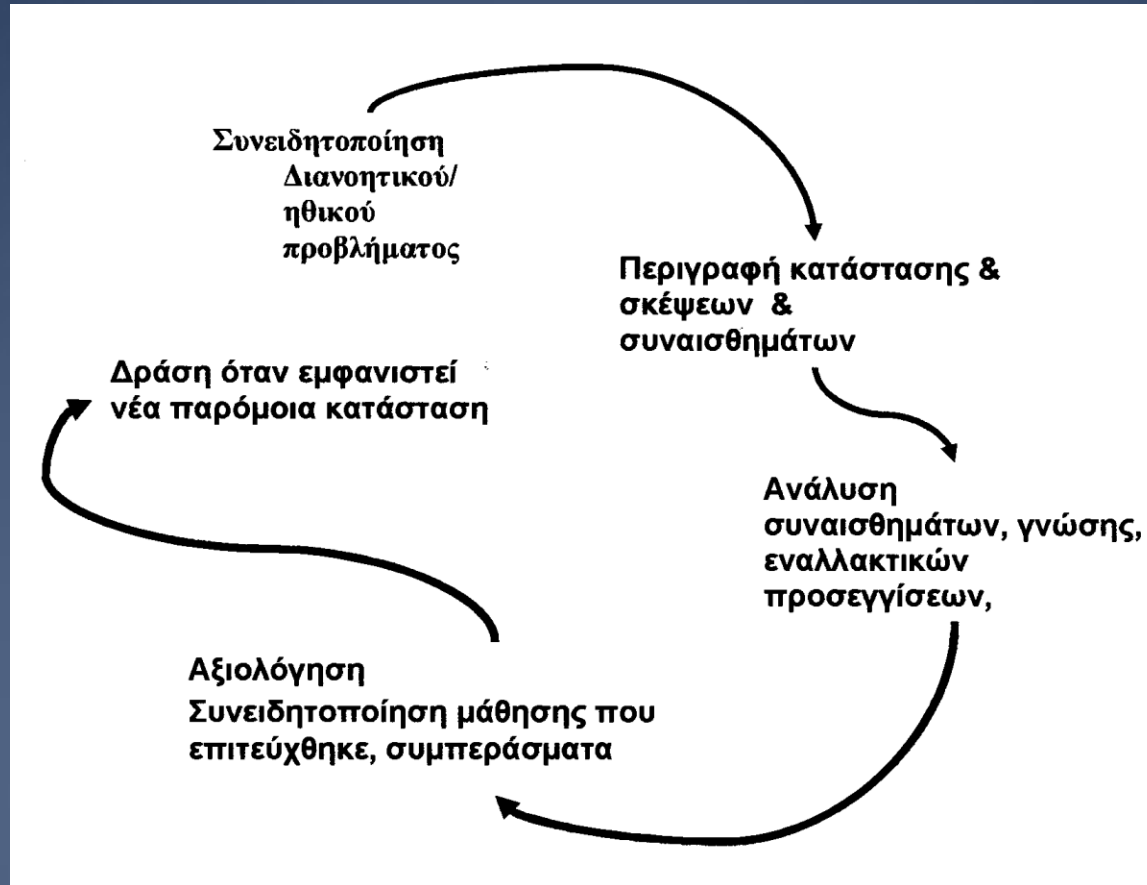 Συνειδητοποίηση
Διανοητικού/
ηθικού
προβλήματος
Περιγραφή κατάστασης &
σκέψεων &
συναισθημάτων
Ανάλυση
συναισθημάτων, γνώσης,
εναλλακτικών
προσεγγίσεων,
Αξιολόγηση
Συνειδητοποίηση μάθησης που
επιτεύχθηκε, συμπεράσματα
Δράση όταν εμφανιστεί
νέα παρόμοια κατάσταση